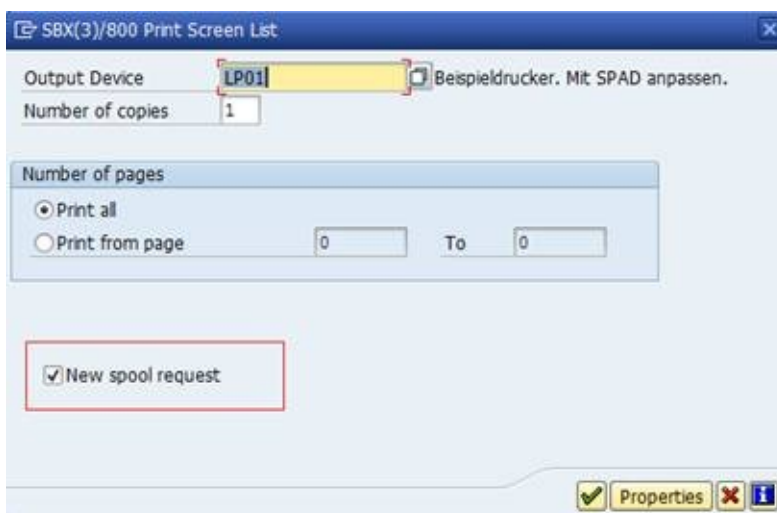 SBX(3)/800 Print Screen List
Output Device LP01 Beispieldrucker. Mit SPAD anpassen.
Number of copies 1
Number of pages
Print all
Print from page 0 To 0
New spool request
Properties